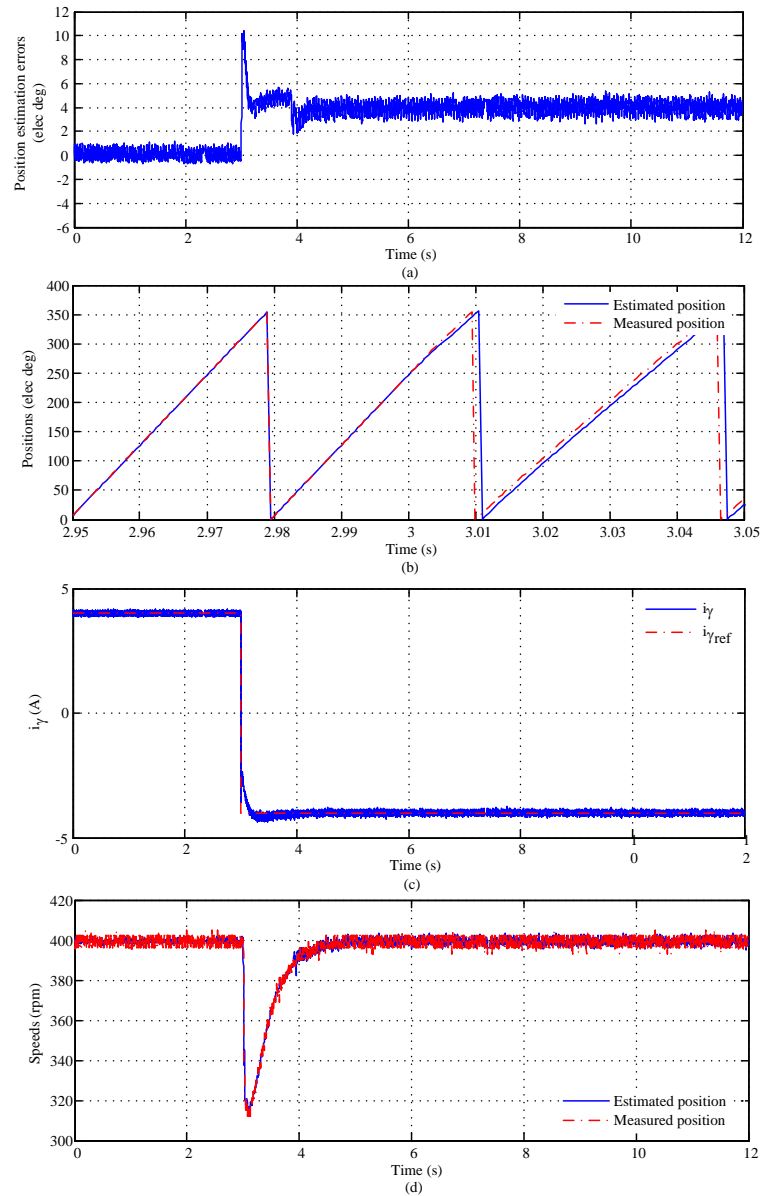 12
10
8
6
4
2
0
-2
-4
-6
Position estimation errors
(elec deg)
0 2 4 6 8 10 12
Time (s)
(a)
400
350
300
250
200
150
100
50
0
Positions (elec deg)
Estimated position
Measured position
2.95 2.96 2.97 2.98 2.99 3 3.01 3.02 3.03 3.04 3.05
Time (s)
(b)
5
0
-5
iγ (A)
iγ
iγref
0 2 4 6 8 0 2
Time (s)
(c)
420
400
380
360
340
320
300
Speeds (rpm)
Estimated position
Measured position
0 2 4 6 8 10 12
Time (s)
(d)